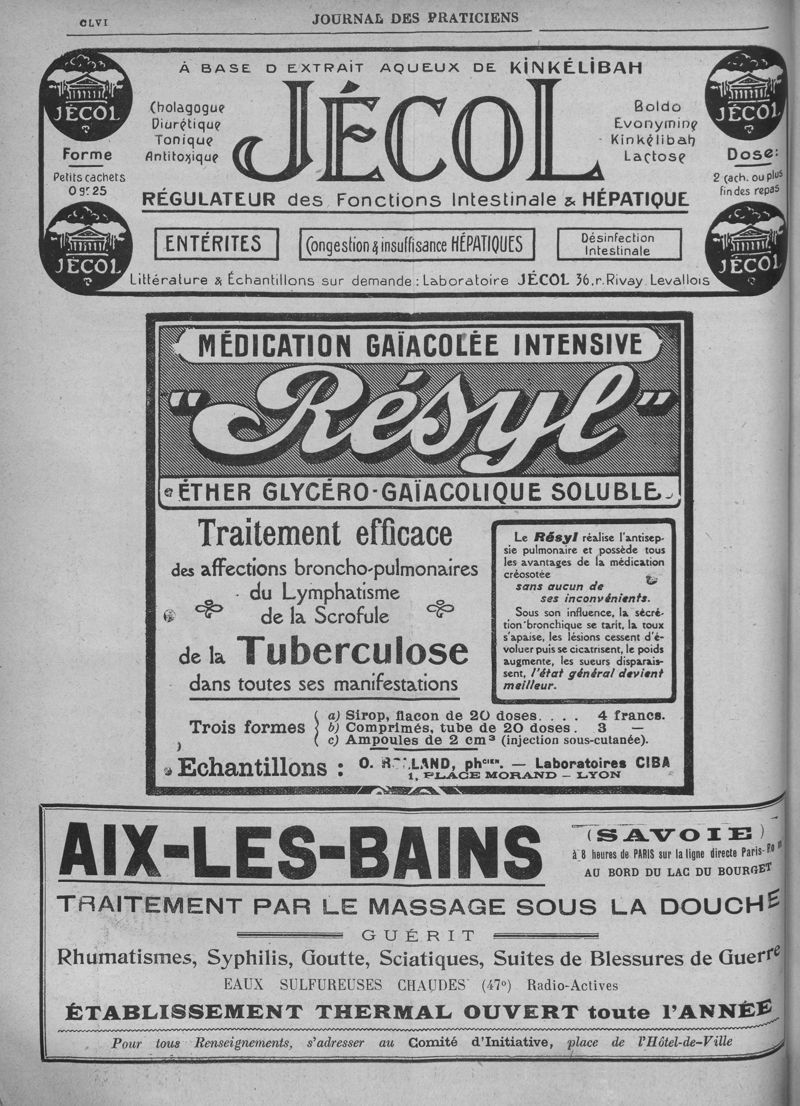 CLVI
JOURNAL DES PRATICIENS
À BASE D EXTRAIT AQUEUX DE KINKÉLIBAH
JÉCOL
JÉCOL
JÉCOL
Cholagogue
Diurétique
Tonique
Antitoxique
Boldo
Evonymine
Kinkélibah
Lactose
Forme
Petits cachets
0 gr 25
Dose:
2 cach. ou plus
fin des repas
RÉGULATEUR des Fonctions Intestinale & HÉPATIQUE
JÉCOL
JÉCOL
ENTÉRITES
Congestion & insuffisance HÉPATIQUES
Désinfection
Intestinale
Littérature & Échantillons sur demande: Laboratoire JÉCOL 36.r. Rivay. Levallois
MÉDICATION GAÏACOLÉE INTENSIVE
"Résyl"
ÉTHER GLYCÉRO-GAÏACOLIQUE SOLUBLE
Traitement efficace
des affections broncho-pulmonaires
du Lymphatisme
de la Scrofule
de la Tuberculose
dans toutes ses manifestations
Le Résyl réalise l'antisep-
sie pulmonaire et possède tous
les avantages de la médication
créosotée
sans aucun de
ses inconvénients.
Sous son influence, la sécré-
tion bronchique se tarit, la toux
s'apaise, les lésions cessent d'é-
voluer puis se cicatrisent, le poids
augmente, les sueurs disparais-
sent, l'état général devient
meilleur.
Trois formes
a) Sirop, flacon de 20 doses. . . . 4 francs.
b) Comprimés, tube de 20 doses. 3 —
c) Ampoules de 2 cm³ (injection sous-cutanée).
Echantillons : O. LAND, phcien. — Laboratoires CIBA
1, PLACE MORAND – LYON
AIX-LES-BAINS
(SAVOIE)
à 8 heures de PARIS sur la ligne directe Paris-Rom
AU BORD DU LAC DU BOURGET
TRAITEMENT PAR LE MASSAGE SOUS LA DOUCHE
GUÉRIT
Rhumatismes, Syphilis, Goutte, Sciatiques, Suites de Blessures de Guerre
EAUX SULFUREUSES CHAUDES (47º) Radio-Actives
ÉTABLISSEMENT THERMAL OUVERT toute l'ANNÉE
Pour tous Renseignements, s'adresser au Comité d'Initiative, place de l'Hôtel-de-Ville